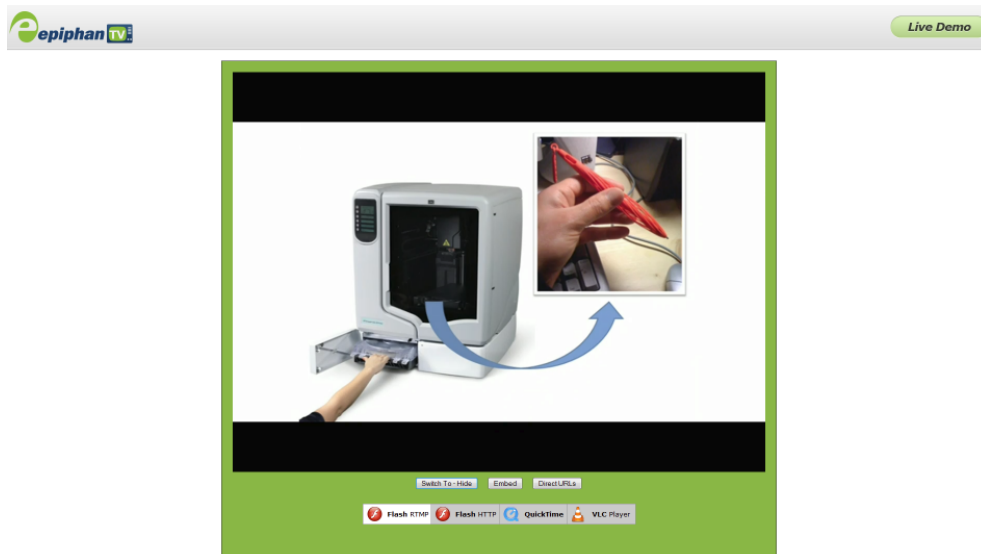 epiphan TV
Live Demo
Switch To - Hide
Embed
Direct URLs
Flash RTMP
Flash HTTP
QuickTime
VLC Player